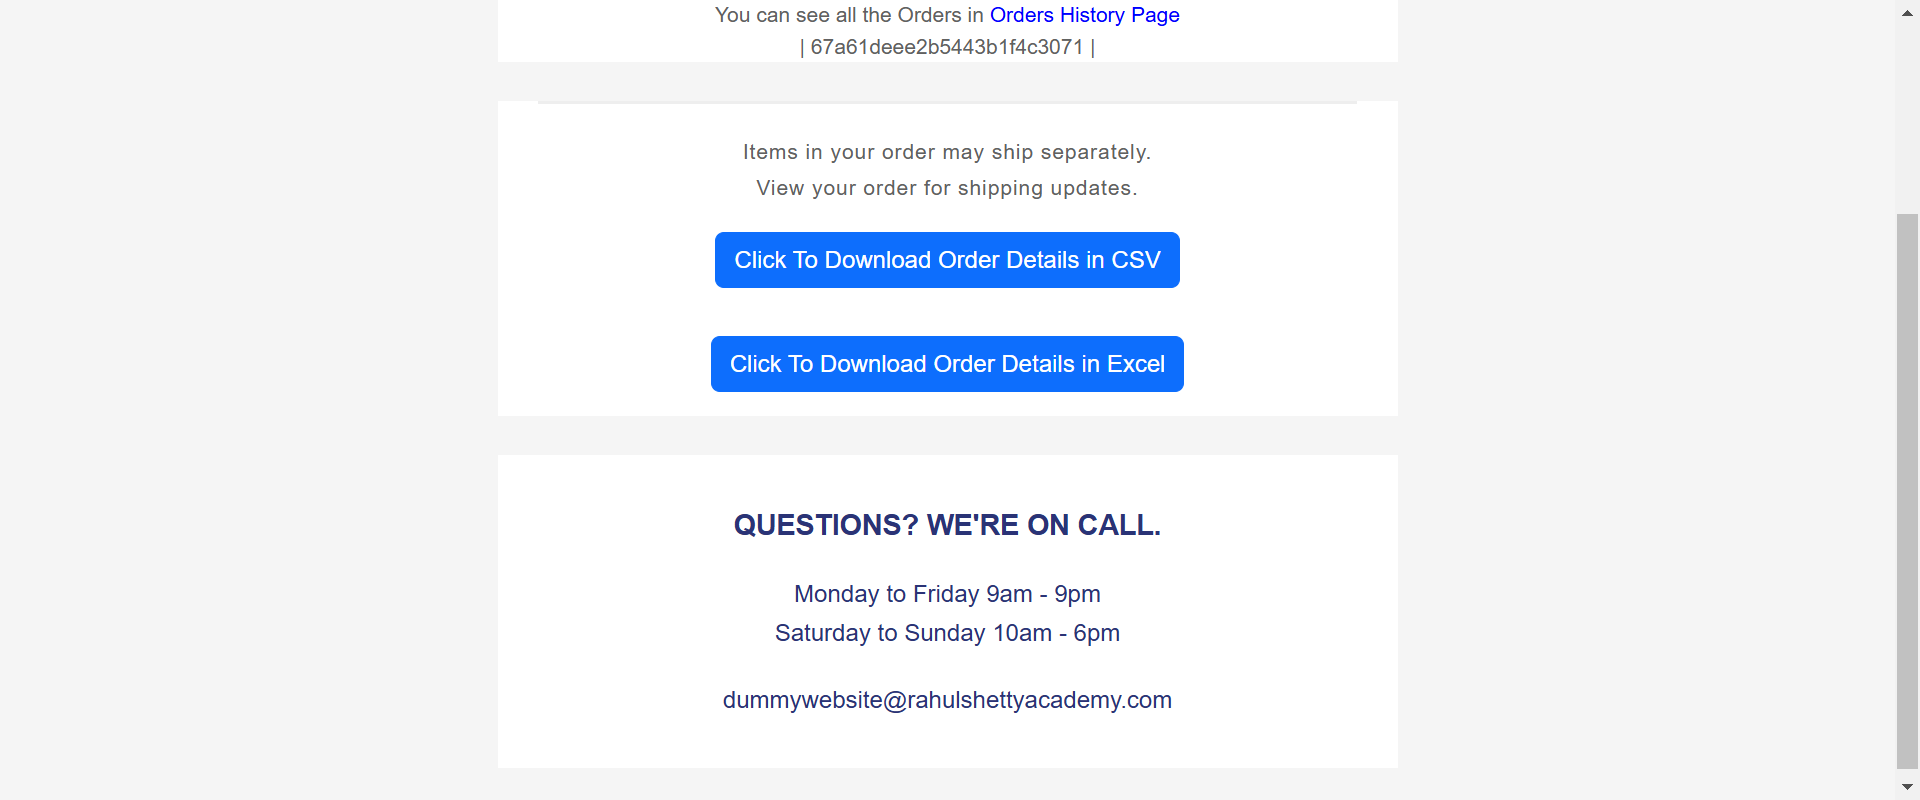 You can see all the Orders in Orders History Page
| 67a61deee2b5443b1f4c3071 |
Items in your order may ship separately.
View your order for shipping updates.
Click To Download Order Details in CSV
Click To Download Order Details in Excel
QUESTIONS? WE'RE ON CALL.
Monday to Friday 9am - 9pm
Saturday to Sunday 10am - 6pm
dummywebsite@rahulshettyacademy.com